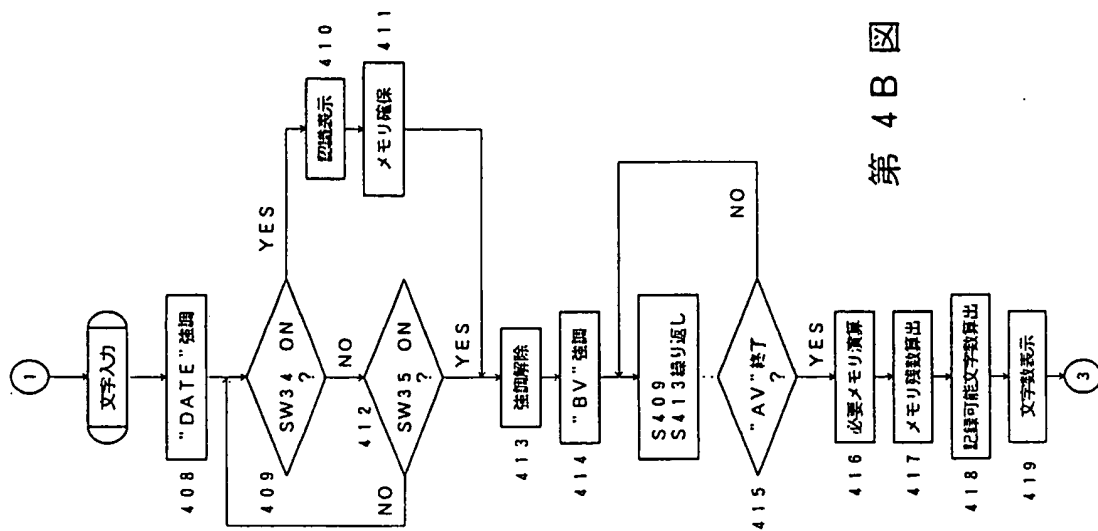 1
文字入力
408
"DATE"強調
409
SW34 ON
?
YES
NO
410
認識表示
411
メモリ確保
412
SW35 ON
?
NO
YES
413
強調解除
414
"BV"強調
S409
S413繰り返し
415
"AV"終了
?
NO
YES
416
必要メモリ演算
417
メモリ残数算出
418
記録可能文字数算出
419
文字数表示
3
第 4B 図